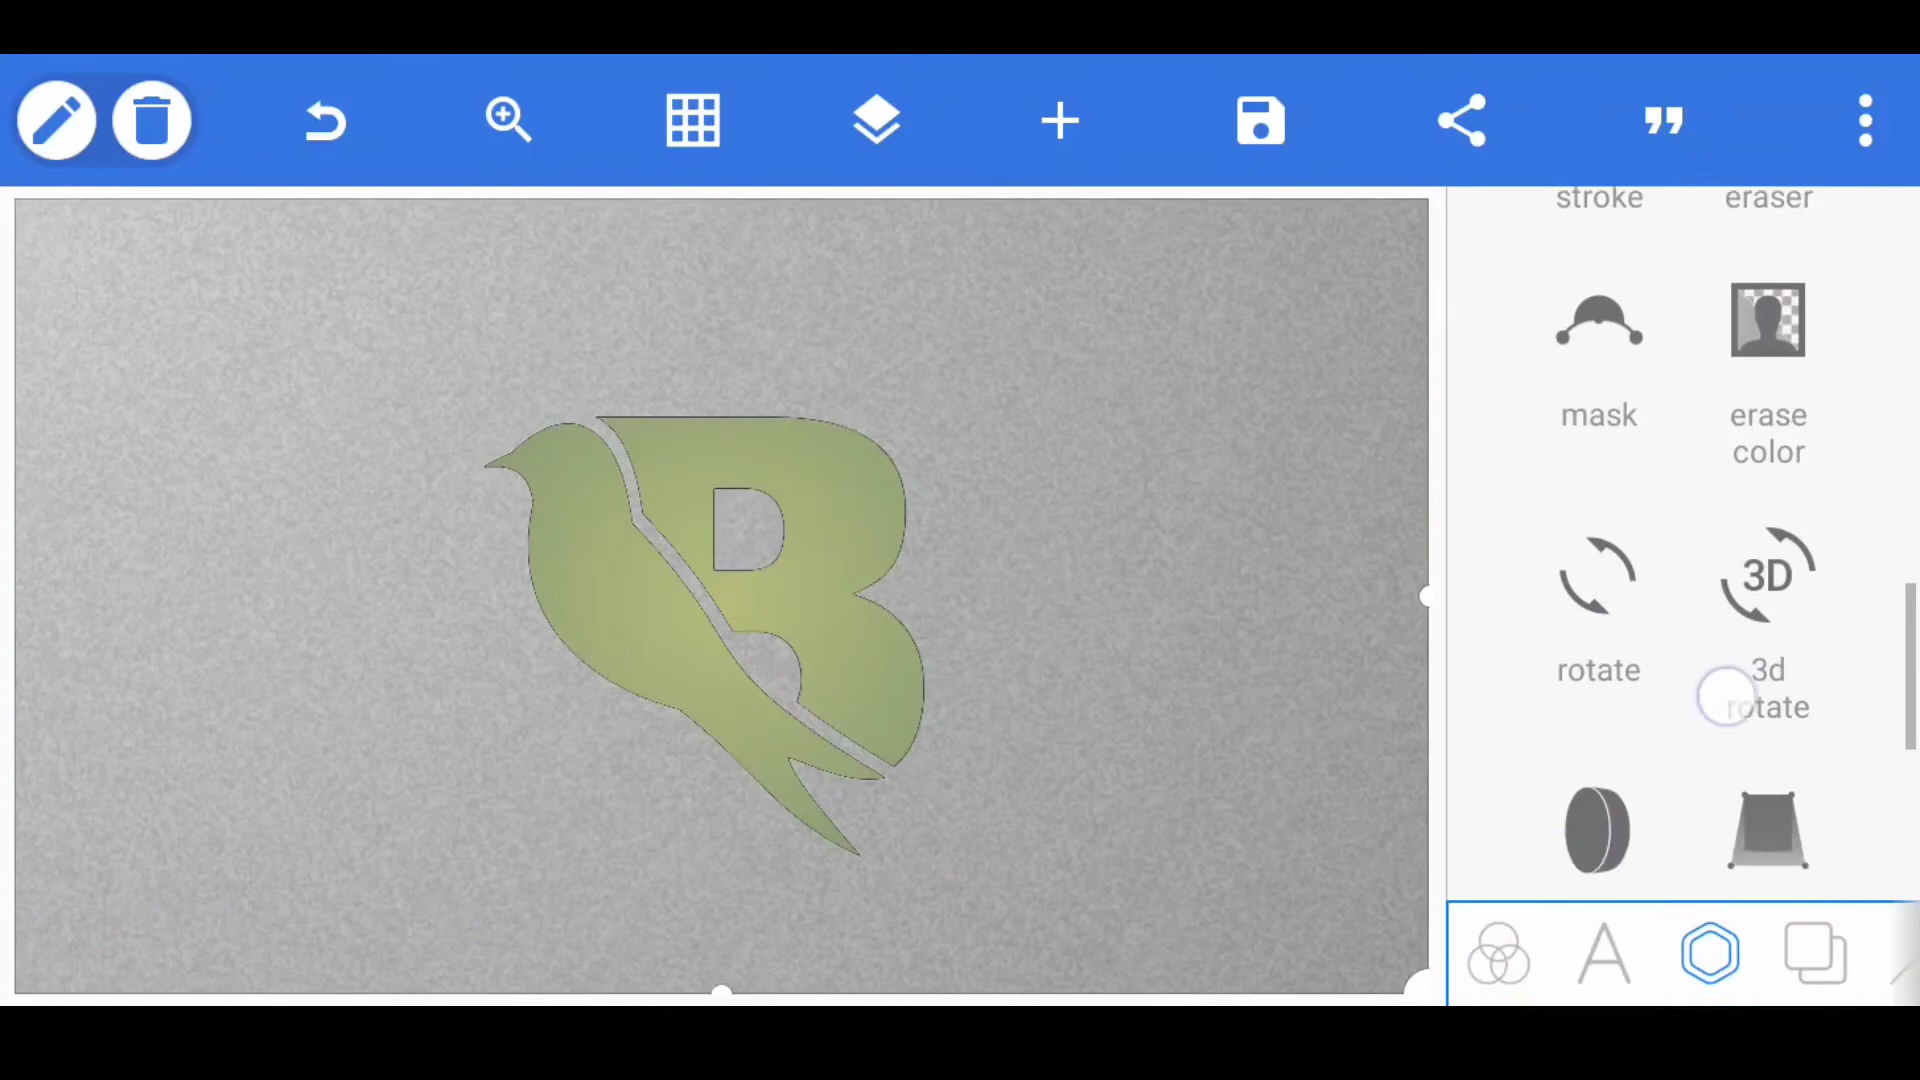 stroke
eraser
mask
erase
color
3D
rotate
3d
rotate
B